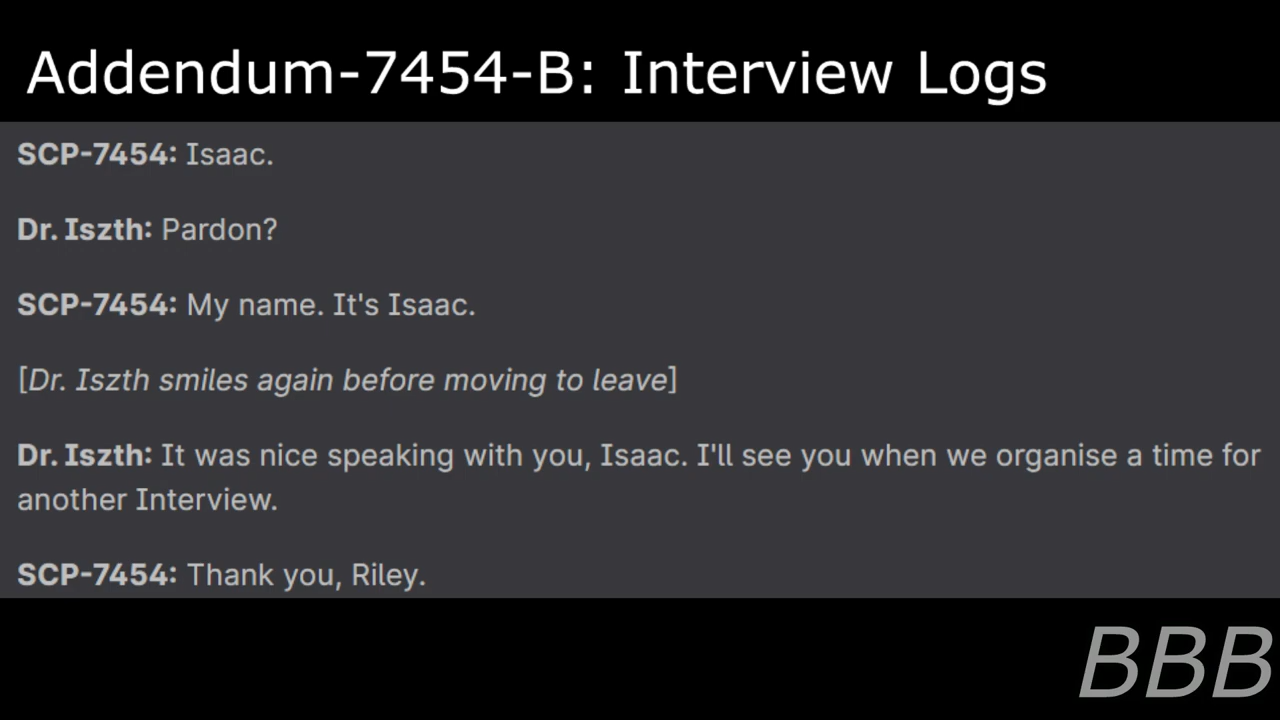 Addendum-7454-B: Interview Logs
SCP-7454: Isaac.
Dr. Iszth: Pardon?
SCP-7454: My name. It's Isaac.
[Dr. Iszth smiles again before moving to leave]
Dr. Iszth: It was nice speaking with you, Isaac. I'll see you when we organise a time for
another Interview.
SCP-7454: Thank you, Riley.
BBB